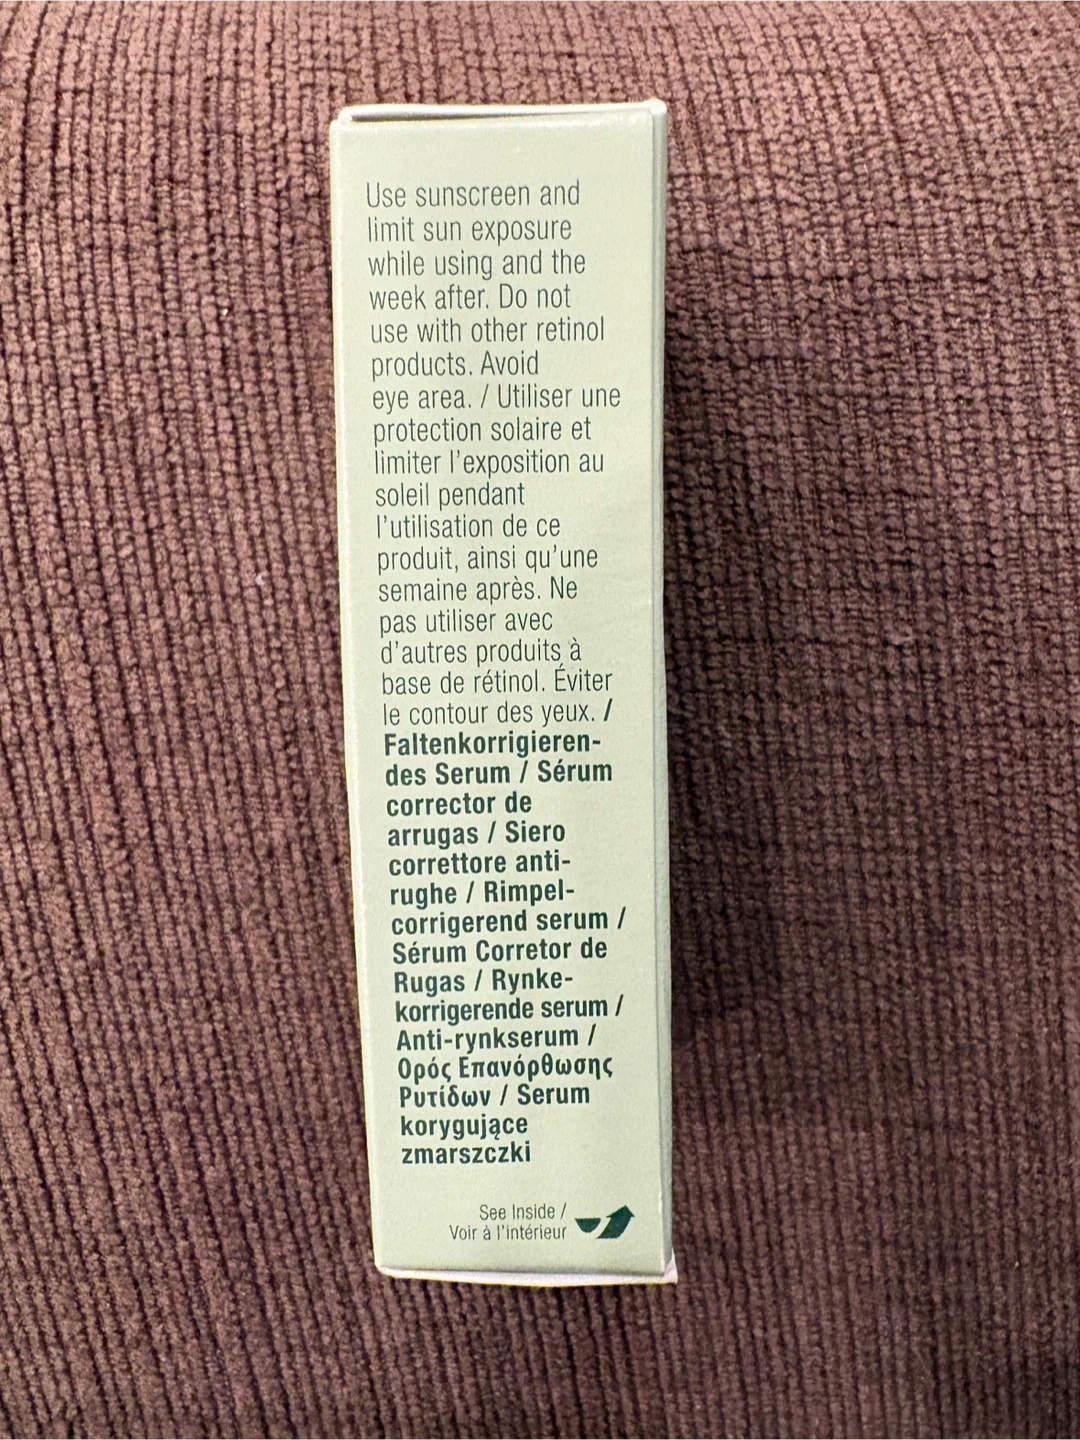 Use sunscreen and
limit sun exposure
while using and the
week after. Do not
use with other retinol
products. Avoid
eye area. / Utiliser une
protection solaire et
limiter l'exposition au
soleil pendant
l'utilisation de ce
produit, ainsi qu'une
semaine après. Ne
pas utiliser avec
d'autres produits à
base de rétinol. Éviter
le contour des yeux. /
Faltenkorrigieren-
des Serum / Sérum
corrector de
arrugas / Siero
correttore anti-
rughe / Rimpel-
corrigerend serum /
Sérum Corretor de
Rugas / Rynke-
korrigerende serum /
Anti-rynkserum /
Ορός Επανόρθωσης
Ρυτίδων / Serum
korygujące
zmarszczki
See Inside /
Voir à l'intérieur